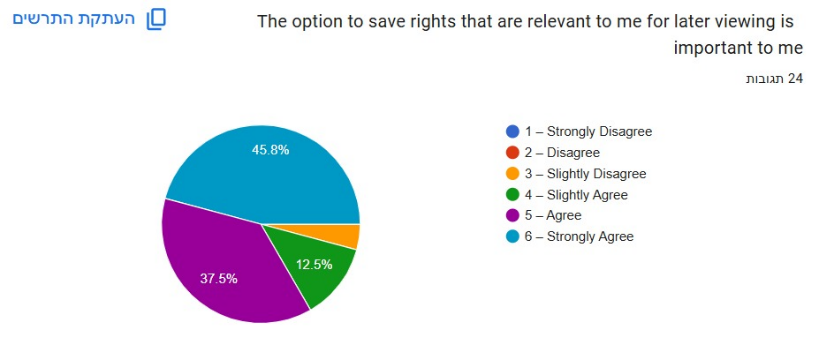 העתקת התרשים
The option to save rights that are relevant to me for later viewing is
important to me
24 תגובות
45.8%
37.5%
12.5%
1 – Strongly Disagree
2 – Disagree
3 – Slightly Disagree
4 – Slightly Agree
5 – Agree
6 – Strongly Agree